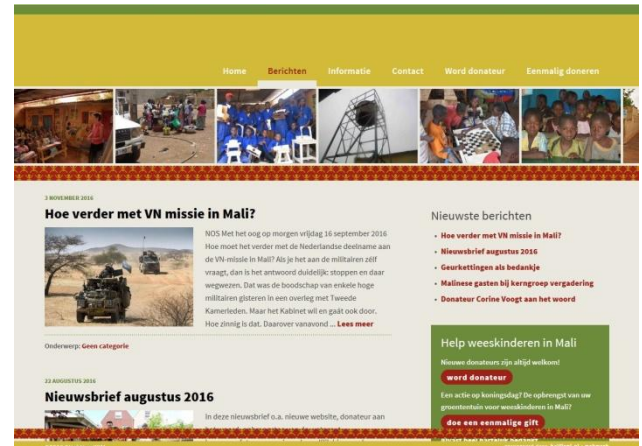 Home Berichten Informatie Contact Word donateur Eenmalig doneren
2 NOVEMBER 2016
Hoe verder met VN missie in Mali?
NOS Met het oog op morgen vrijdag 16 september 2016
Hoe moet het verder met de Nederlandse deelname aan
de VN-missie in Mali? Als je het aan de militairen zélf
vraagt, dan is het antwoord duidelijk: stoppen en daar
wegwezen. Dat was de boodschap van enkele hoge
militairen gisteren in een overleg met Tweede
Kamerleden. Maar het Kabinet wil en gaat ook door.
Hoe zinnig is dat. Daarover vanavond ... Lees meer
Onderwerp: Geen categorie
22 AUGUSTUS 2016
Nieuwsbrief augustus 2016
In deze nieuwsbrief o.a. nieuwe website, donateur aan
Nieuwste berichten
• Hoe verder met VN missie in Mali?
• Nieuwsbrief augustus 2016
• Geurkettingen als bedankje
• Malinese gasten bij kerngroep vergadering
• Donateur Corine Voogt aan het woord
Help weeskinderen in Mali
Nieuwe donateurs zijn altijd welkom!
word donateur
Een actie op koningsdag? De opbrengst van uw
groentetuin voor weeskinderen in Mali?
doe een eenmalige gift